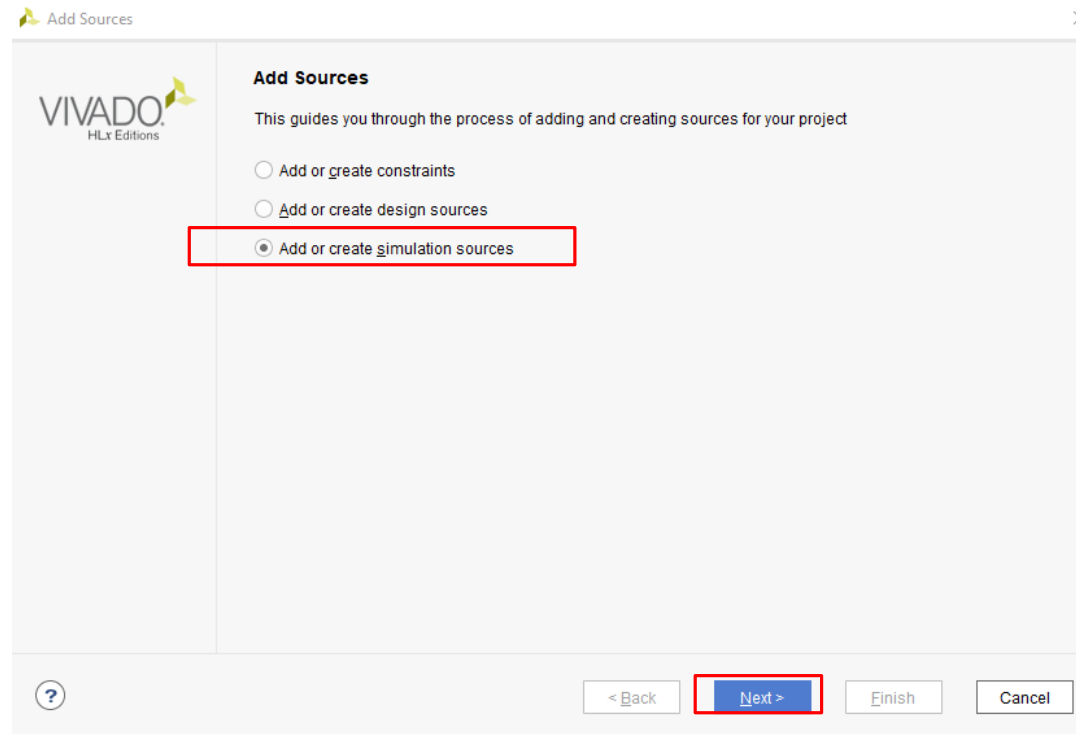 Add Sources
VIVADO.
HLx Editions
Add Sources
This guides you through the process of adding and creating sources for your project
Add or create constraints
Add or create design sources
Add or create simulation sources
?
< Back
Next >
Finish
Cancel